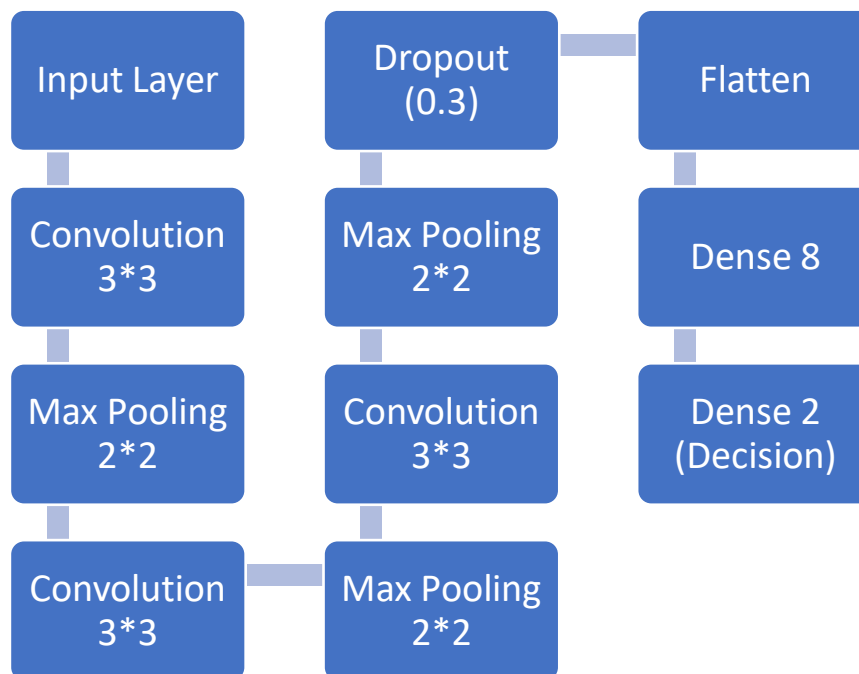 Input Layer
Convolution
3*3
Max Pooling
2*2
Convolution
3*3
Max Pooling
2*2
Convolution
3*3
Max Pooling
2*2
Dropout
(0.3)
Flatten
Dense 8
Dense 2
(Decision)